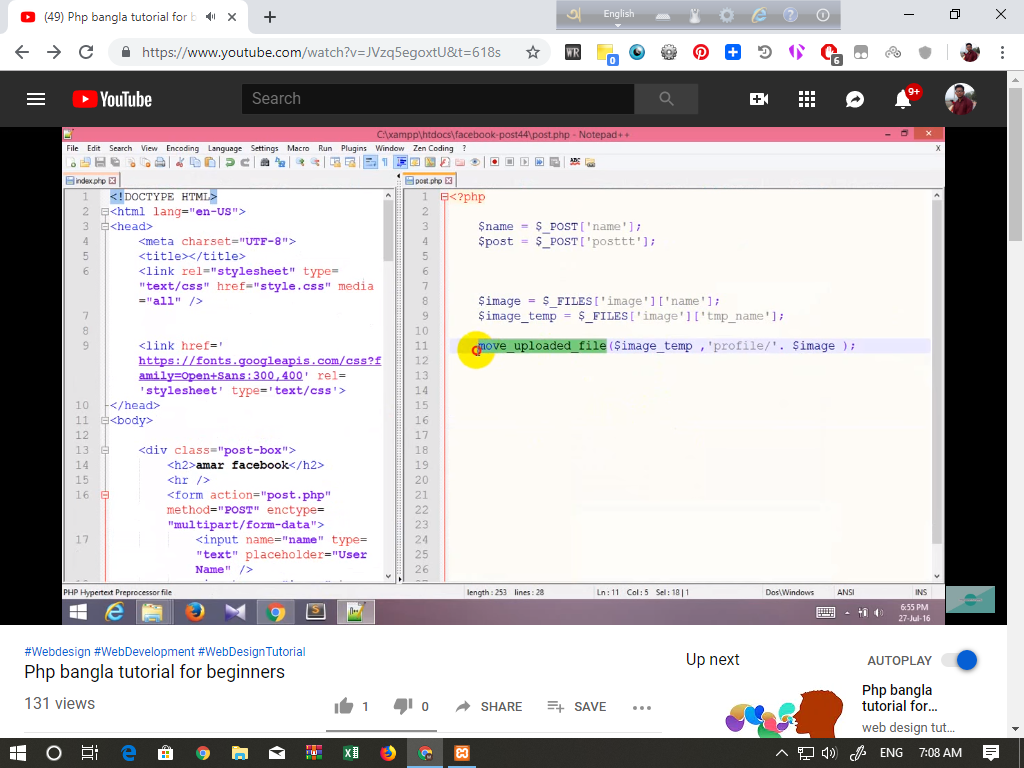 (49) Php bangla tutorial for b
English
https://www.youtube.com/watch?v=JVzq5egoxtU&t=618s
WR
0
6
YouTube
Search
9+
C:\xampp\htdocs\facebook-post44\post.php - Notepad++
File Edit Search View Encoding Language Settings Macro Run Plugins Window Zen Coding ?
X
index.php
1 <!DOCTYPE HTML>
2 <html lang="en-US">
3 <head>
4 <meta charset="UTF-8">
5 <title></title>
6 <link rel="stylesheet" type=
"text/css" href="style.css" media
="all" />
7
8
9 <link href='
https://fonts.googleapis.com/css?f
amily=Open+Sans:300,400' rel=
'stylesheet' type='text/css'>
10 </head>
11 <body>
12
13 <div class="post-box">
14 <h2>amar facebook</h2>
15 <hr />
16 <form action="post.php"
method="POST" enctype=
"multipart/form-data">
17 <input name="name" type=
"text" placeholder="User
Name" />
post.php
1 <?php
2
3 $name = $_POST['name'];
4 $post = $_POST['posttt'];
5
6
7
8 $image = $_FILES['image']['name'];
9 $image_temp = $_FILES['image']['tmp_name'];
10
11 move_uploaded_file($image_temp ,'profile/'. $image );
12
13
14
15
16
17
18
19
20
21
22
23
24
25
26
PHP Hypertext Preprocessor file length : 253 lines : 28 Ln : 11 Col : 5 Sel : 18 | 1 Dos\Windows ANSI INS
6:55 PM
27-Jul-16
#Webdesign #WebDevelopment #WebDesignTutorial
Php bangla tutorial for beginners
131 views
1 0 SHARE SAVE
Up next
AUTOPLAY
Php bangla
tutorial for...
web design tut...
ENG 7:08 AM